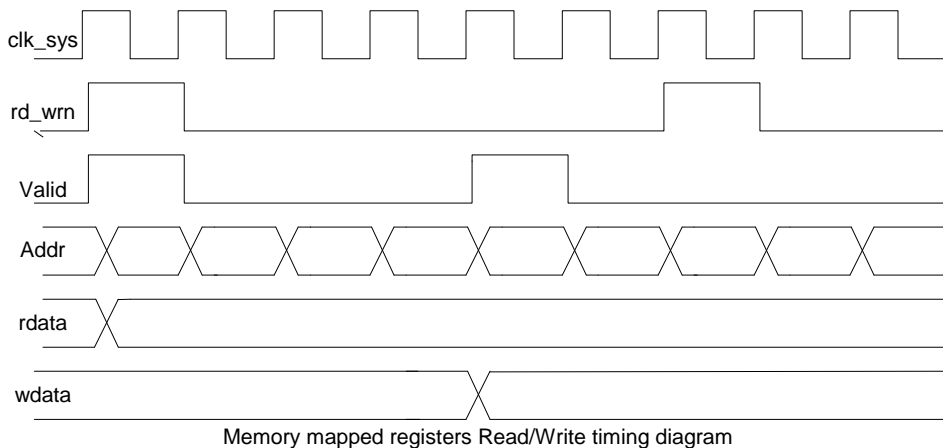 clk_sys
rd_wrn
Valid
Addr
rdata
wdata
Memory mapped registers Read/Write timing diagram